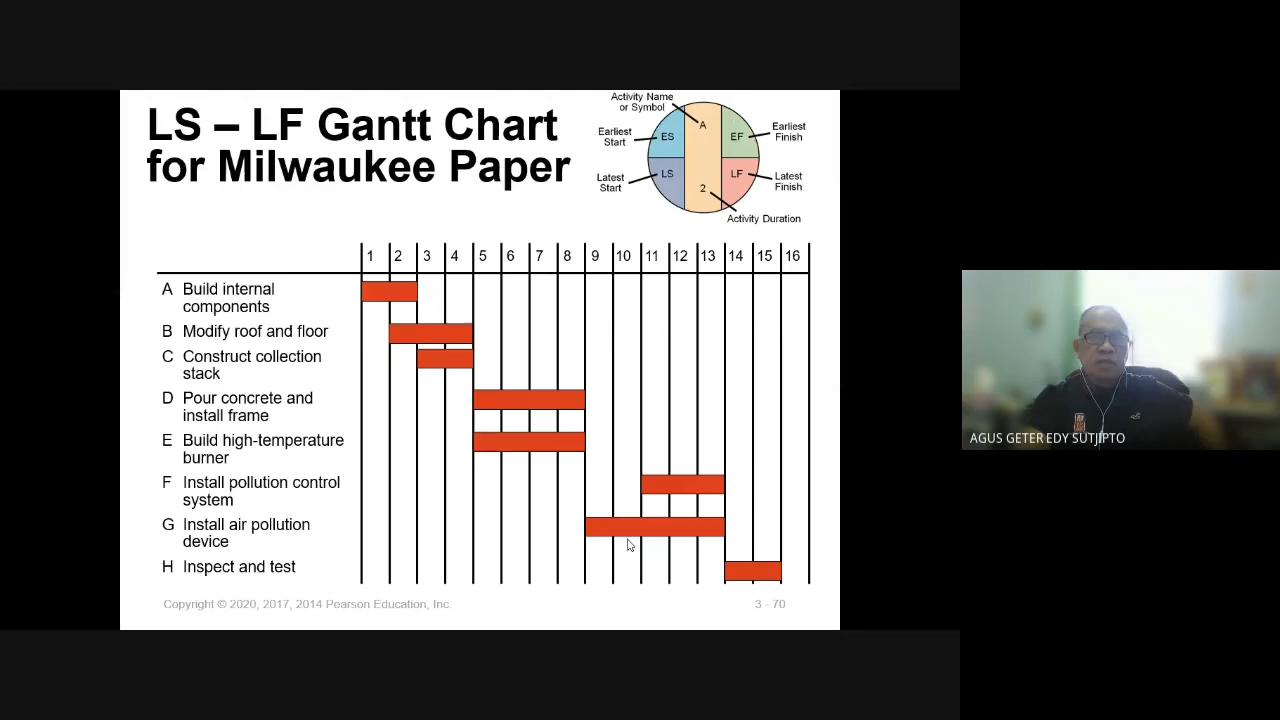 LS – LF Gantt Chart
for Milwaukee Paper
Activity Name
or Symbol
Earliest
Start
ES
A
EF
Earliest
Finish
Latest
Start
LS
2
LF
Latest
Finish
Activity Duration
1 2 3 4 5 6 7 8 9 10 11 12 13 14 15 16
A Build internal
components
B Modify roof and floor
C Construct collection
stack
D Pour concrete and
install frame
E Build high-temperature
burner
F Install pollution control
system
G Install air pollution
device
H Inspect and test
Copyright © 2020, 2017, 2014 Pearson Education, Inc.
3 - 70
AGUS GETER EDY SUTJIPTO